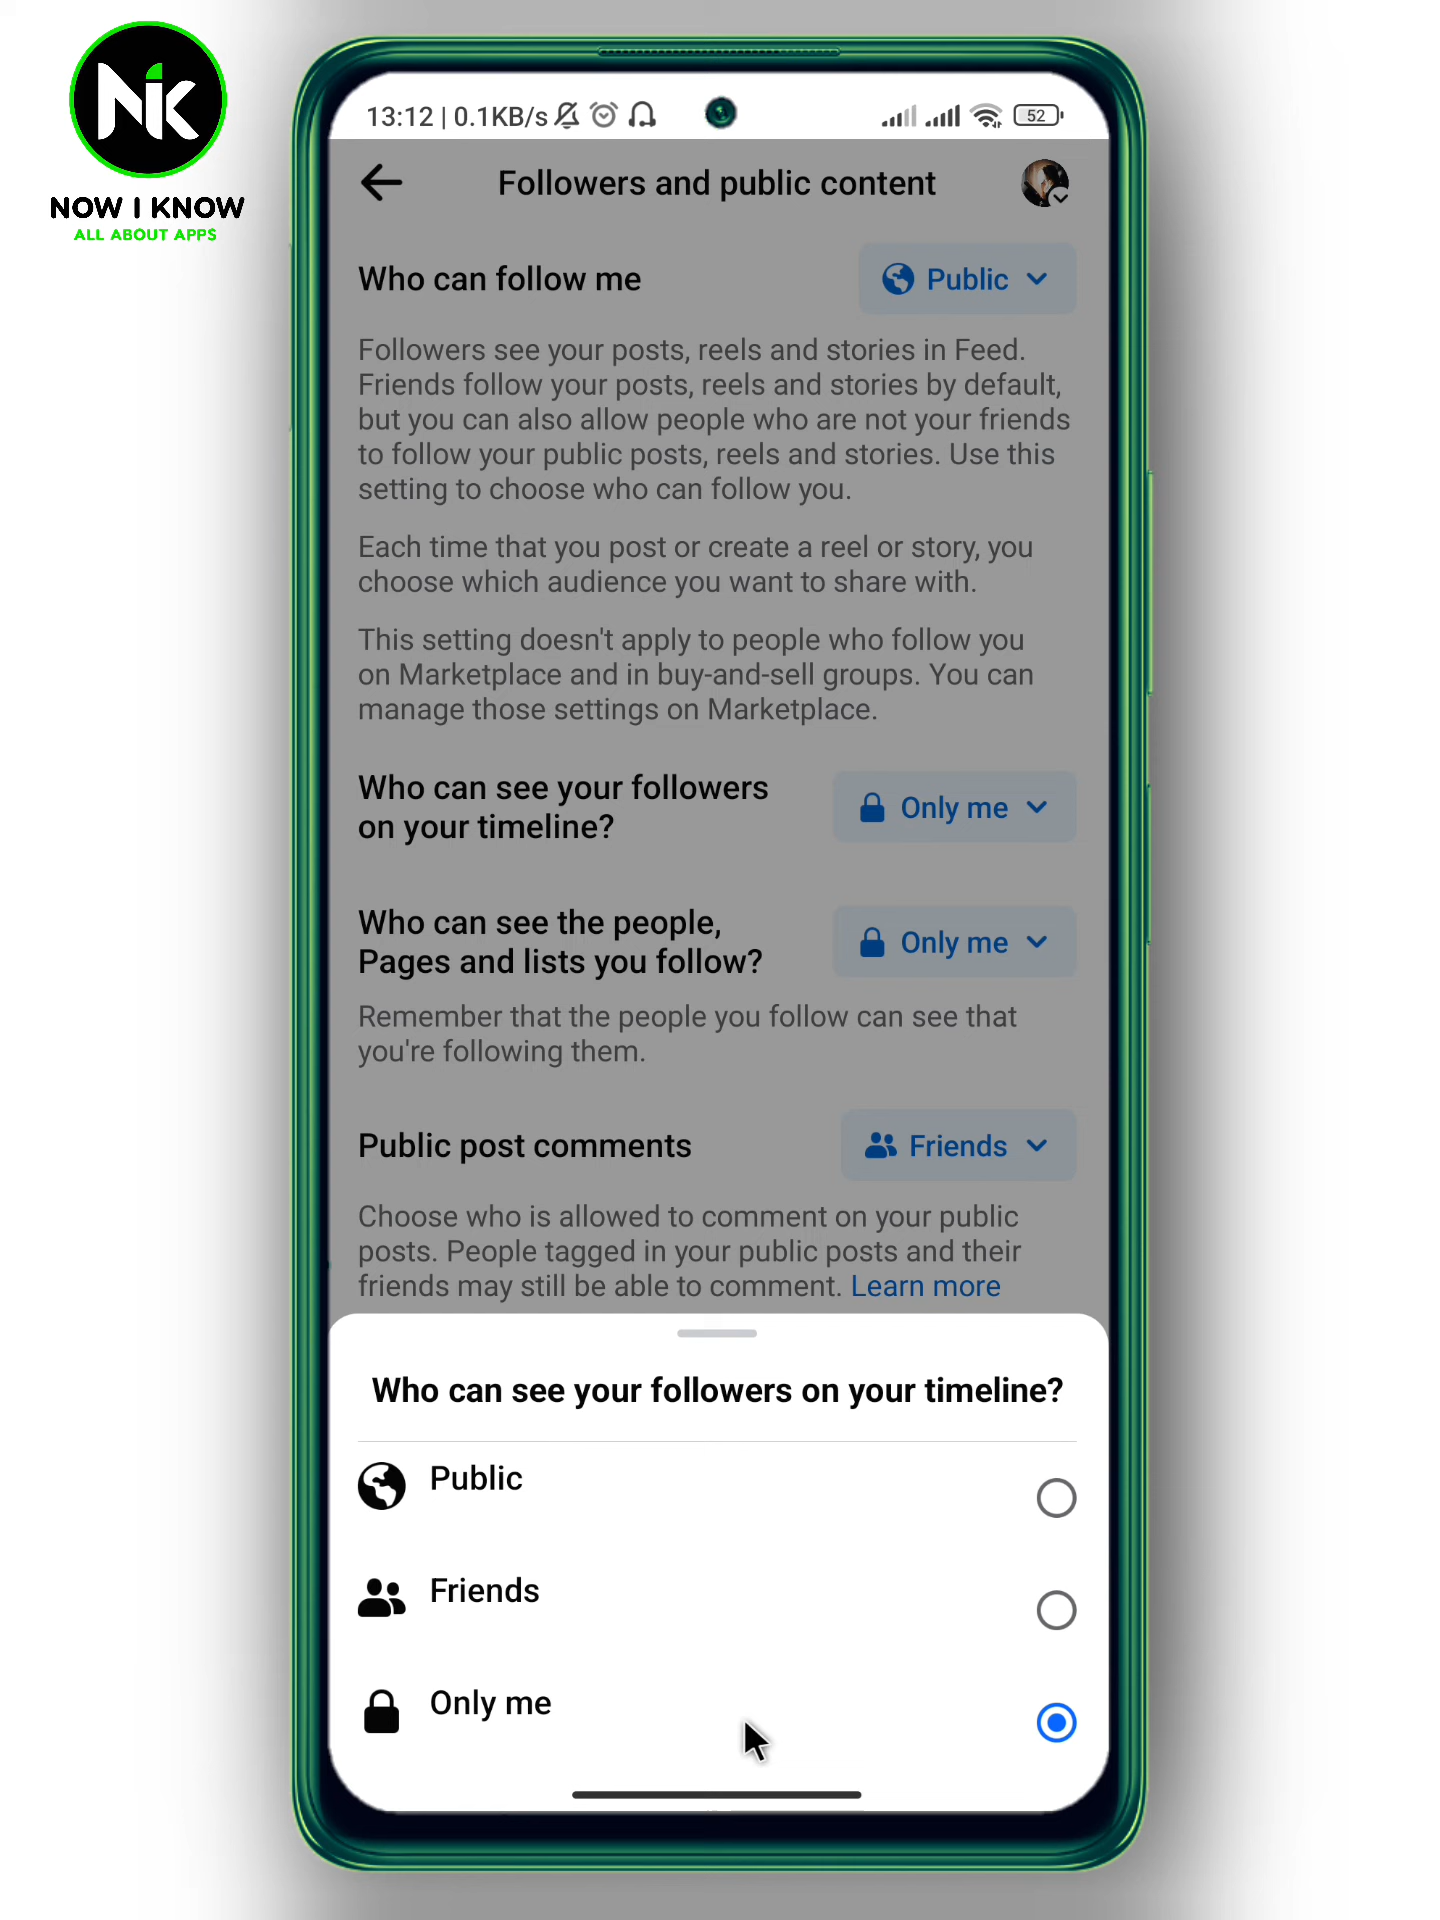 NiK
NOW I KNOW
ALL ABOUT APPS
13:12 | 0.1KB/s
52
Followers and public content
Who can follow me
Public
Followers see your posts, reels and stories in Feed.
Friends follow your posts, reels and stories by default,
but you can also allow people who are not your friends
to follow your public posts, reels and stories. Use this
setting to choose who can follow you.
Each time that you post or create a reel or story, you
choose which audience you want to share with.
This setting doesn't apply to people who follow you
on Marketplace and in buy-and-sell groups. You can
manage those settings on Marketplace.
Who can see your followers
on your timeline?
Only me
Who can see the people,
Pages and lists you follow?
Only me
Remember that the people you follow can see that
you're following them.
Public post comments
Friends
Choose who is allowed to comment on your public
posts. People tagged in your public posts and their
friends may still be able to comment. Learn more
Who can see your followers on your timeline?
Public
Friends
Only me